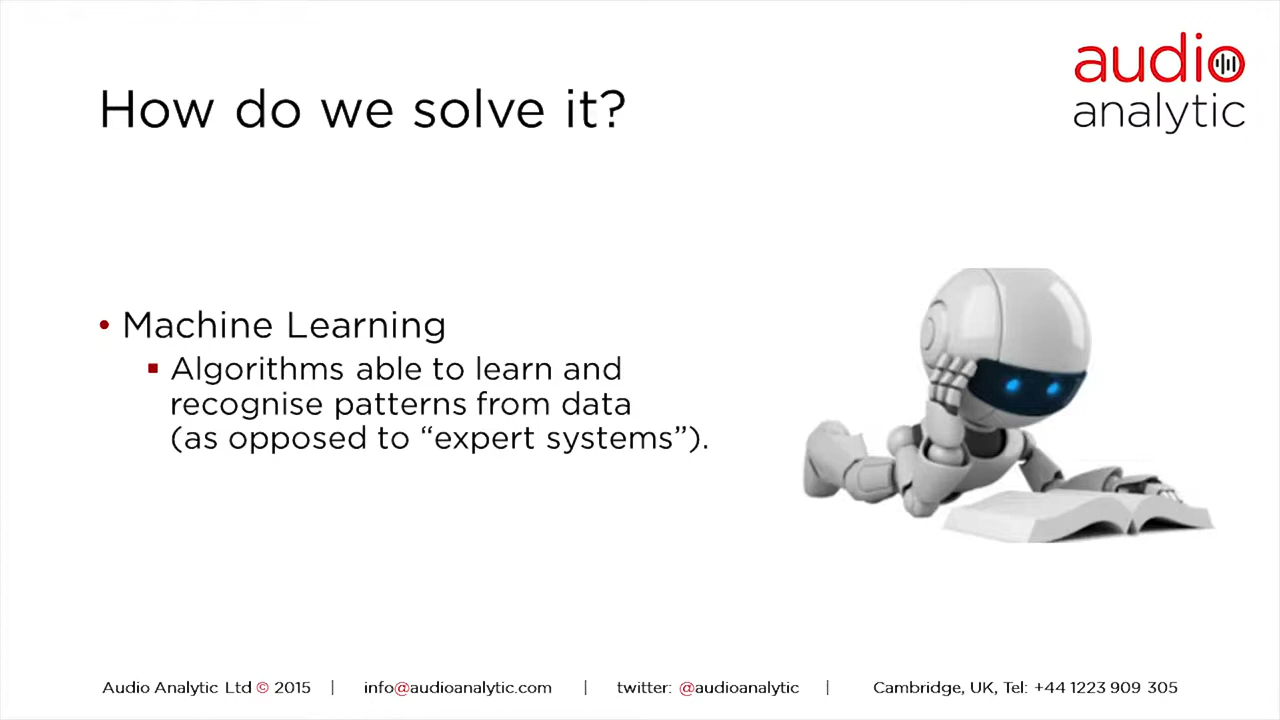 audio
analytic
How do we solve it?
• Machine Learning
▪ Algorithms able to learn and
recognise patterns from data
(as opposed to “expert systems”).
Audio Analytic Ltd © 2015 | info@audioanalytic.com | twitter: @audioanalytic | Cambridge, UK, Tel: +44 1223 909 305